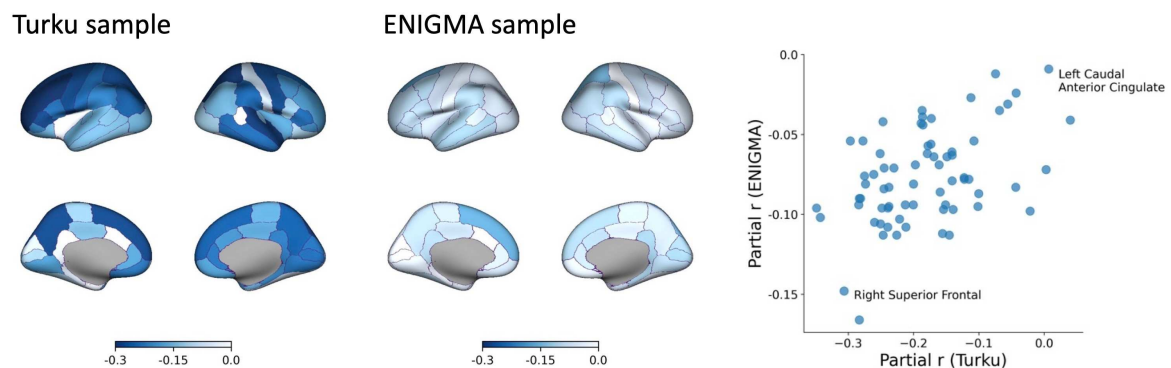 Turku sample
ENIGMA sample
-0.3
-0.15
0.0
-0.3
-0.15
0.0
Partial r (ENIGMA)
0.0
-0.05
-0.10
-0.15
Left Caudal
Anterior Cingulate
Right Superior Frontal
−0.3
−0.2
−0.1
0.0
Partial r (Turku)